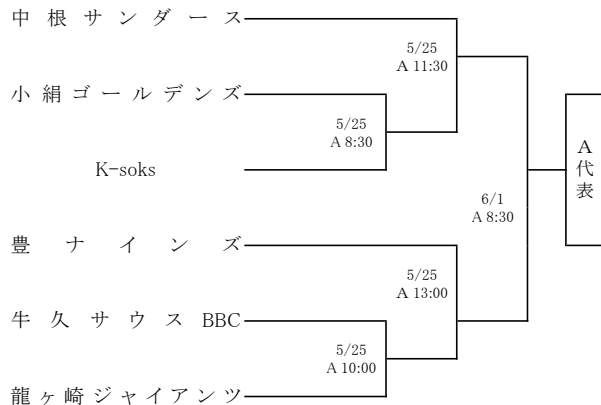 中根サンダース
5/25
A 11:30
小絹ゴールデンズ
5/25
A 8:30
K-soks
A代表
6/1
A 8:30
豊ナインズ
5/25
A 13:00
牛久サウスBBC
5/25
A 10:00
龍ヶ崎ジャイアンツ